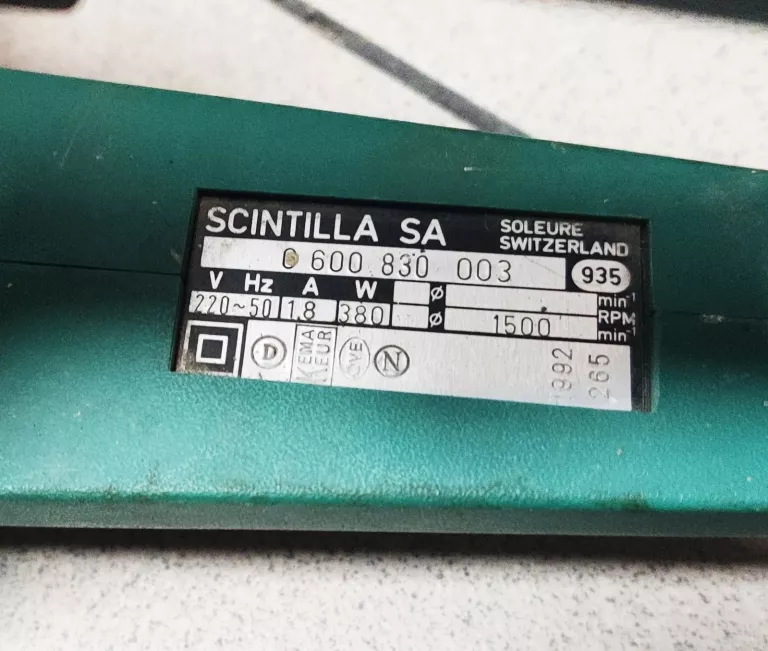 SCINTILLA SA
SOLEURE
SWITZERLAND
0 600 830 003
935
V Hz A W ø min⁻¹
220~50 1.8 380 ø 1500 RPM
min⁻¹
D
KEMA
KEUR
ÖVE
N
1992
265